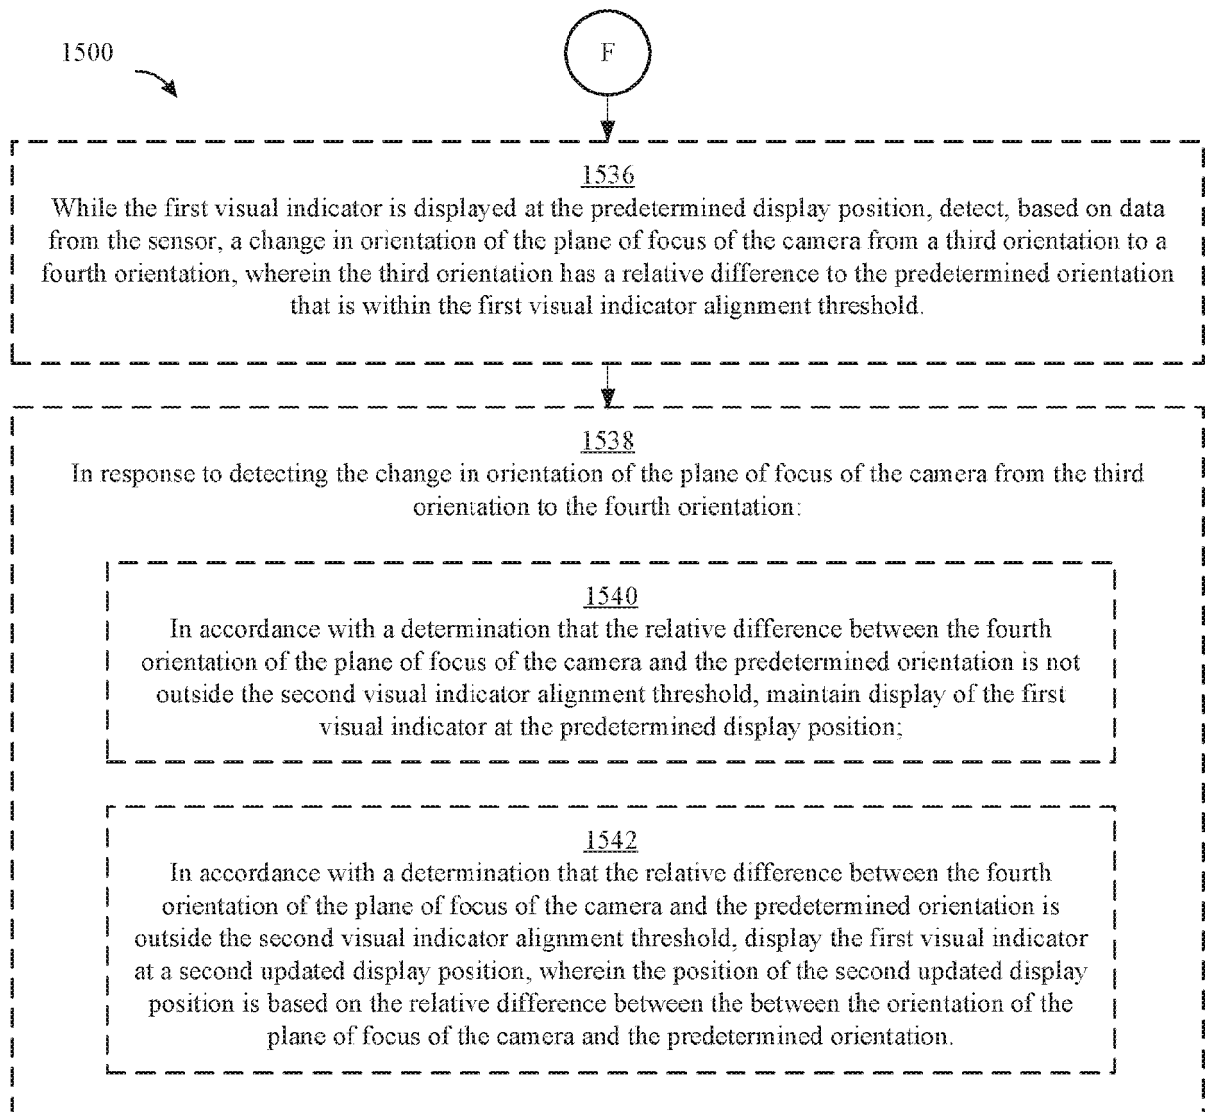 1500
F
1536
While the first visual indicator is displayed at the predetermined display position, detect, based on data
from the sensor, a change in orientation of the plane of focus of the camera from a third orientation to a
fourth orientation, wherein the third orientation has a relative difference to the predetermined orientation
that is within the first visual indicator alignment threshold.
1538
In response to detecting the change in orientation of the plane of focus of the camera from the third
orientation to the fourth orientation:
1540
In accordance with a determination that the relative difference between the fourth
orientation of the plane of focus of the camera and the predetermined orientation is not
outside the second visual indicator alignment threshold, maintain display of the first
visual indicator at the predetermined display position;
1542
In accordance with a determination that the relative difference between the fourth
orientation of the plane of focus of the camera and the predetermined orientation is
outside the second visual indicator alignment threshold, display the first visual indicator
at a second updated display position, wherein the position of the second updated display
position is based on the relative difference between the between the orientation of the
plane of focus of the camera and the predetermined orientation.